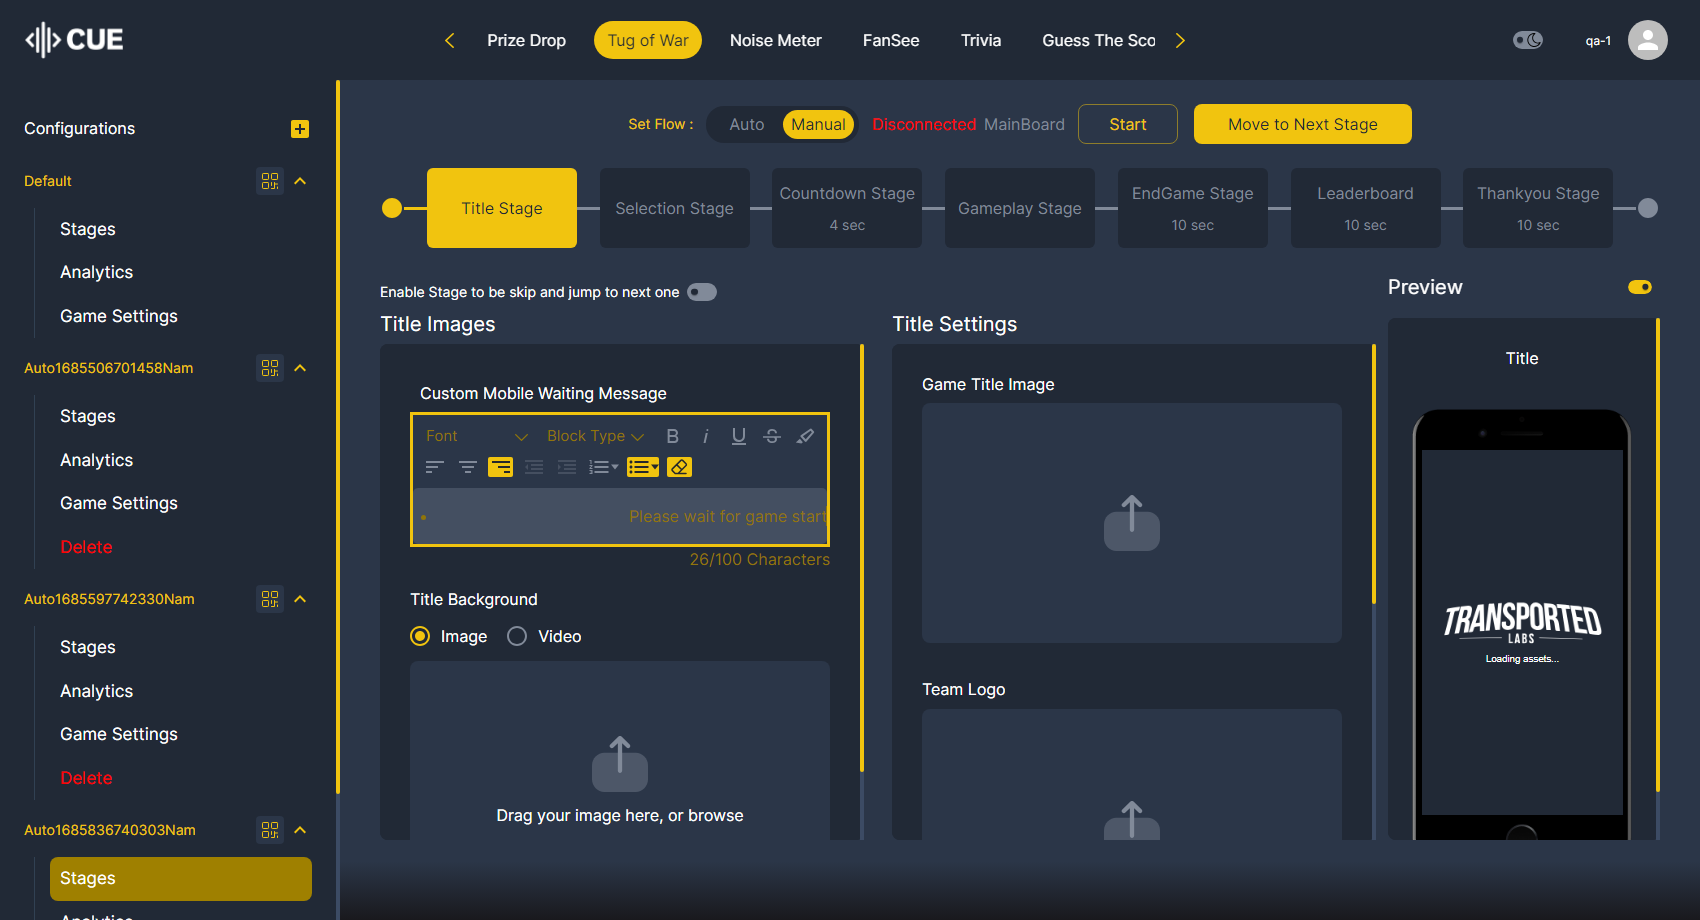 CUE
Prize Drop
Tug of War
Noise Meter
FanSee
Trivia
Guess The Sco
qa-1
Configurations
Default
Stages
Analytics
Game Settings
Auto1685506701458Nam
Stages
Analytics
Game Settings
Delete
Auto1685597742330Nam
Stages
Analytics
Game Settings
Delete
Auto1685836740303Nam
Stages
Analytics
Set Flow :
Auto
Manual
Disconnected MainBoard
Start
Move to Next Stage
Title Stage
Selection Stage
Countdown Stage
4 sec
Gameplay Stage
EndGame Stage
10 sec
Leaderboard
10 sec
Thankyou Stage
10 sec
Enable Stage to be skip and jump to next one
Title Images
Custom Mobile Waiting Message
Font
Block Type
B
i
U
S
• Please wait for game start
26/100 Characters
Title Background
Image
Video
Drag your image here, or browse
Title Settings
Game Title Image
Team Logo
Preview
Title
TRANSPORTED
LABS
Loading assets...